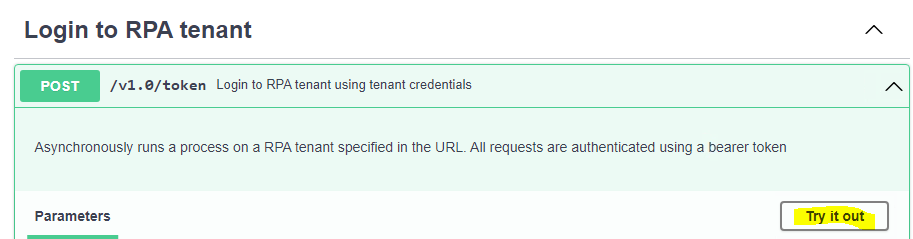 Login to RPA tenant
POST /v1.0/token Login to RPA tenant using tenant credentials
Asynchronously runs a process on a RPA tenant specified in the URL. All requests are authenticated using a bearer token
Parameters Try it out